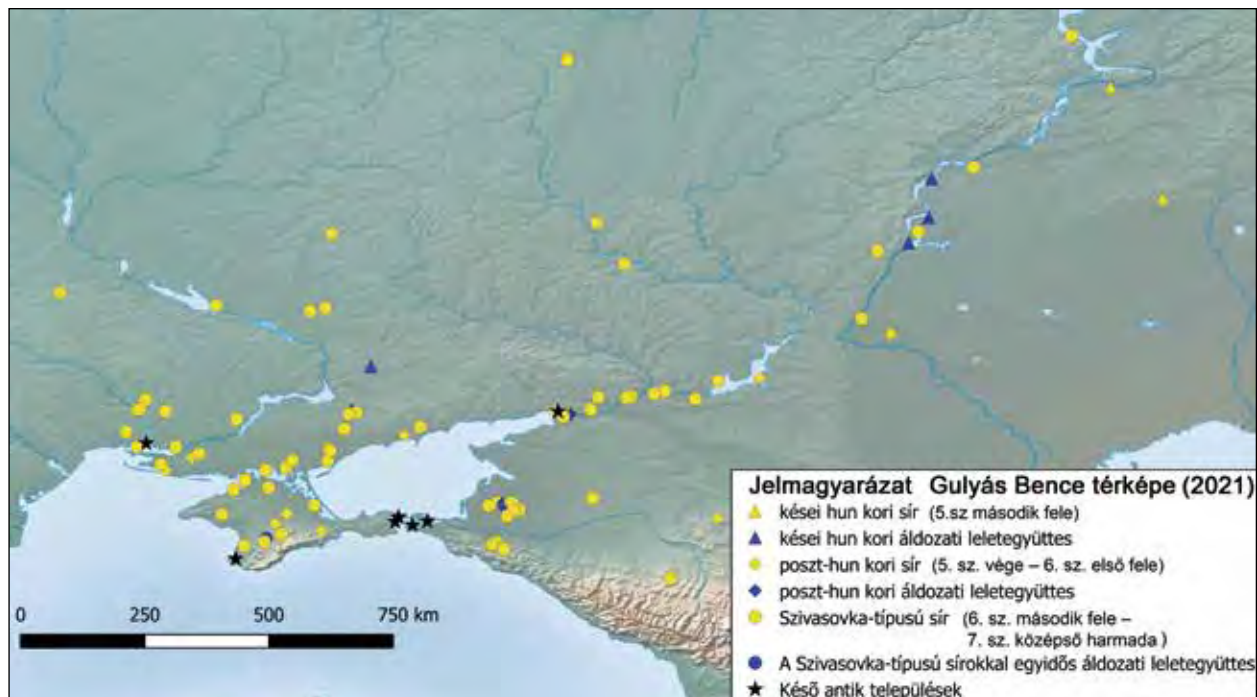 Jelmagyarázat Gulyás Bence térképe (2021)
kései hun kori sír (5.sz második fele)
kései hun kori áldozati leletegyüttes
poszt-hun kori sír (5. sz. vége – 6. sz. első fele)
poszt-hun kori áldozati leletegyüttes
Szivasovka-típusú sír (6. sz. második fele –
7. sz. középső harmada )
A Szivasovka-típusú sírokkal egyidős áldozati leletegyüttes
Késő antik települések
0 250 500 750 km